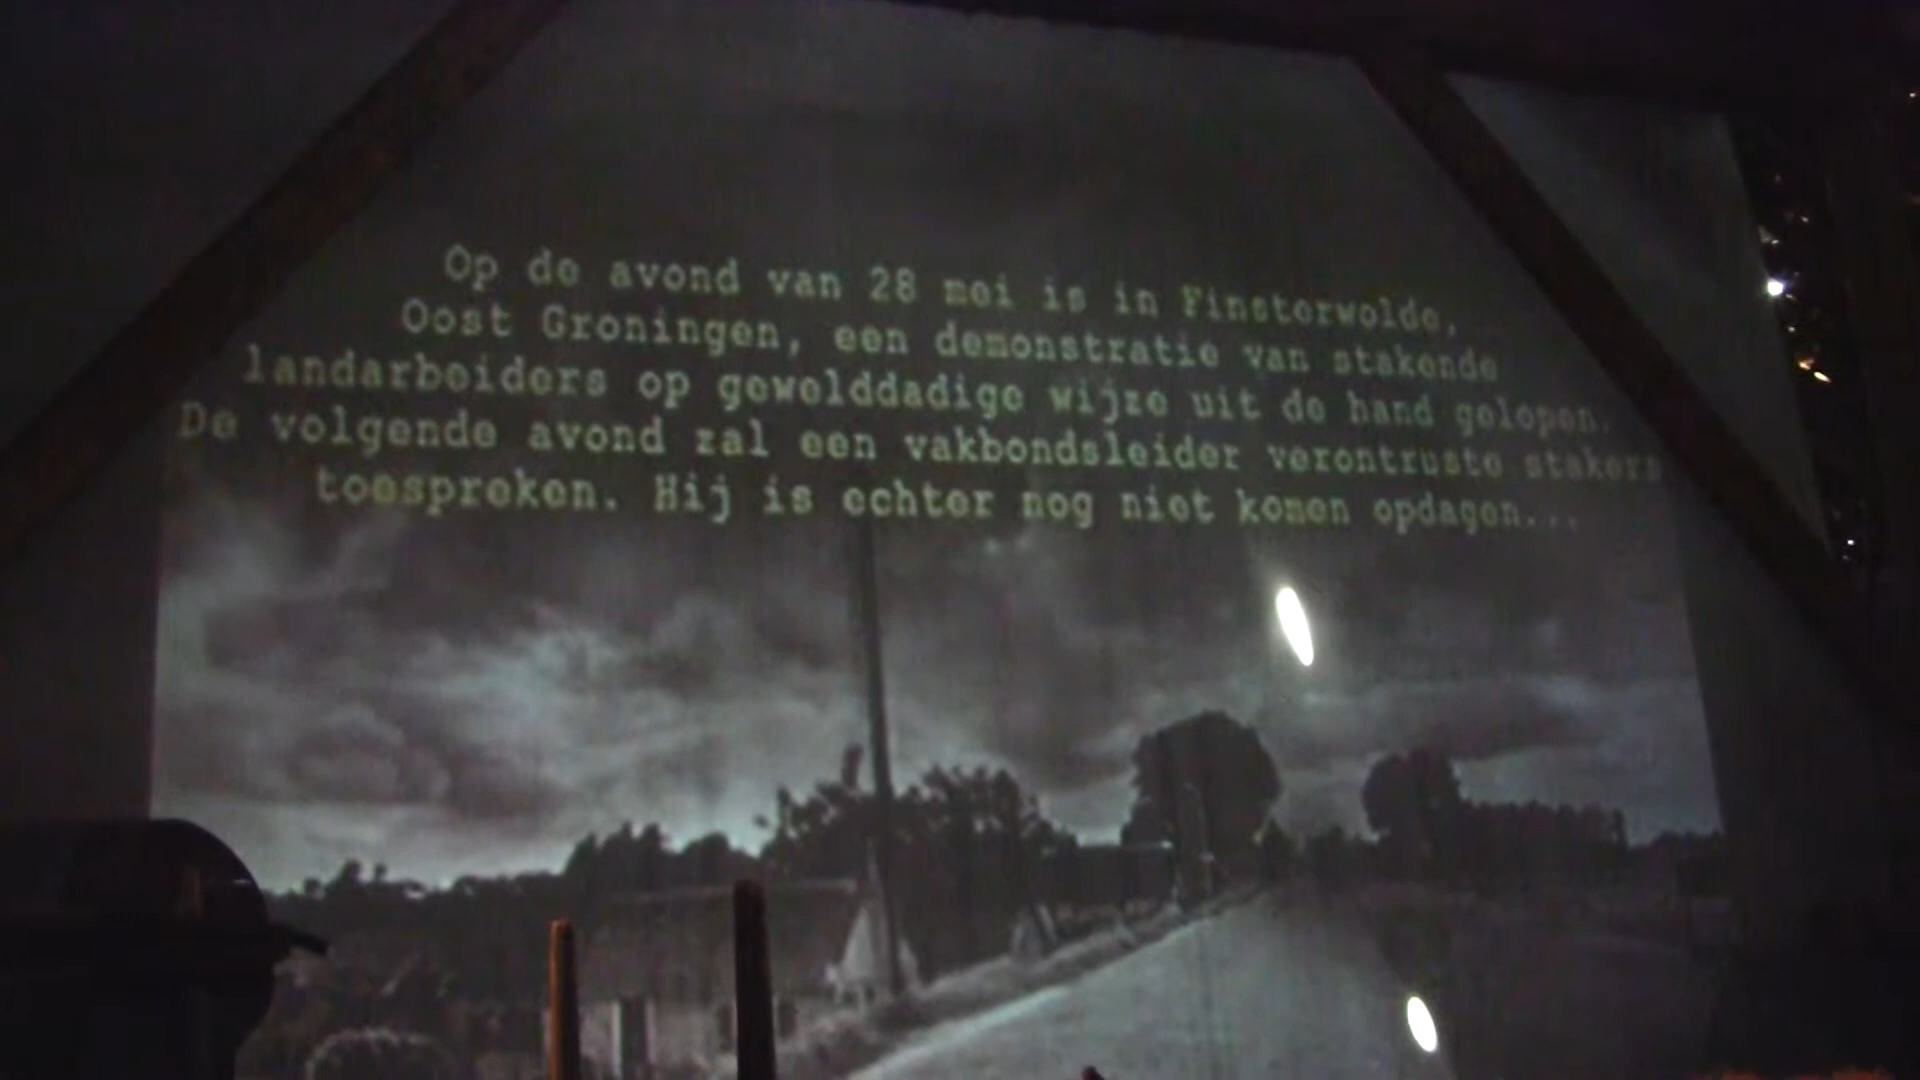 Op de avond van 28 mei is in Finsterwolde,
Oost Groningen, een demonstratie van stakende
landarbeiders op gewelddadige wijze uit de hand gelopen.
De volgende avond zal een vakbondsleider verontruste stakers
toespreken. Hij is echter nog niet komen opdagen...